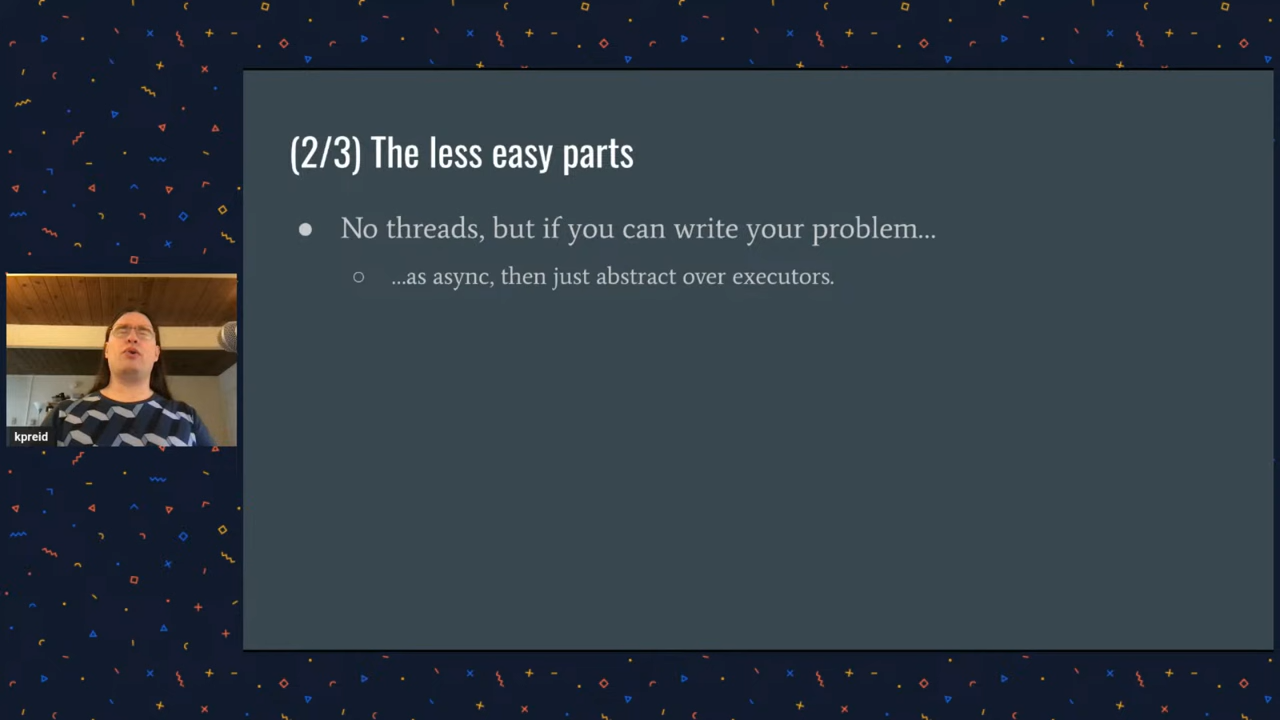 (2/3) The less easy parts
● No threads, but if you can write your problem…
○ …as async, then just abstract over executors.
kpreid